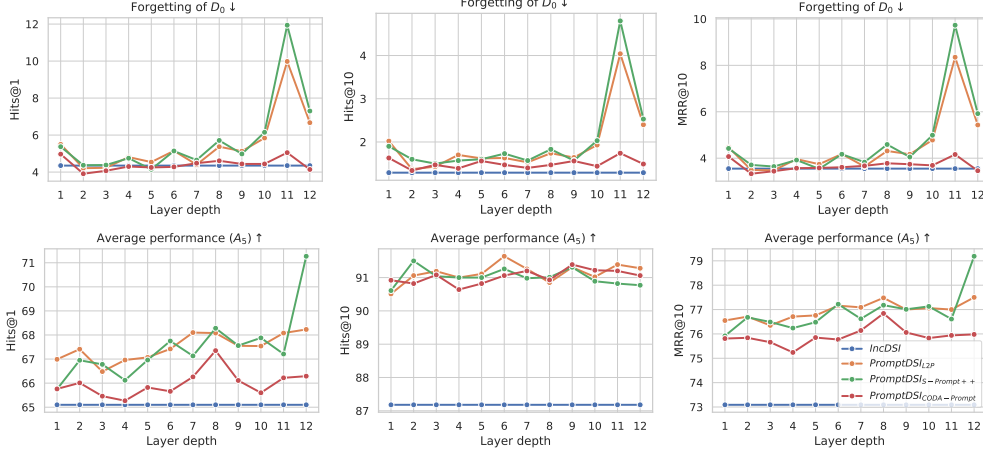 Forgetting of D₀ ↓
Hits@1
12
10
8
6
4
1 2 3 4 5 6 7 8 9 10 11 12
Layer depth
Forgetting of D₀ ↓
Hits@10
4
2
1 2 3 4 5 6 7 8 9 10 11 12
Layer depth
Forgetting of D₀ ↓
MRR@10
10
8
6
4
1 2 3 4 5 6 7 8 9 10 11 12
Layer depth
Average performance (A₅) ↑
Hits@1
71
70
69
68
67
66
65
1 2 3 4 5 6 7 8 9 10 11 12
Layer depth
Average performance (A₅) ↑
Hits@10
91
90
89
88
87
1 2 3 4 5 6 7 8 9 10 11 12
Layer depth
Average performance (A₅) ↑
MRR@10
79
78
77
76
75
74
73
1 2 3 4 5 6 7 8 9 10 11 12
Layer depth
IncDSI
PromptDSI_L2P
PromptDSI_S−Prompt++
PromptDSI_CODA−Prompt